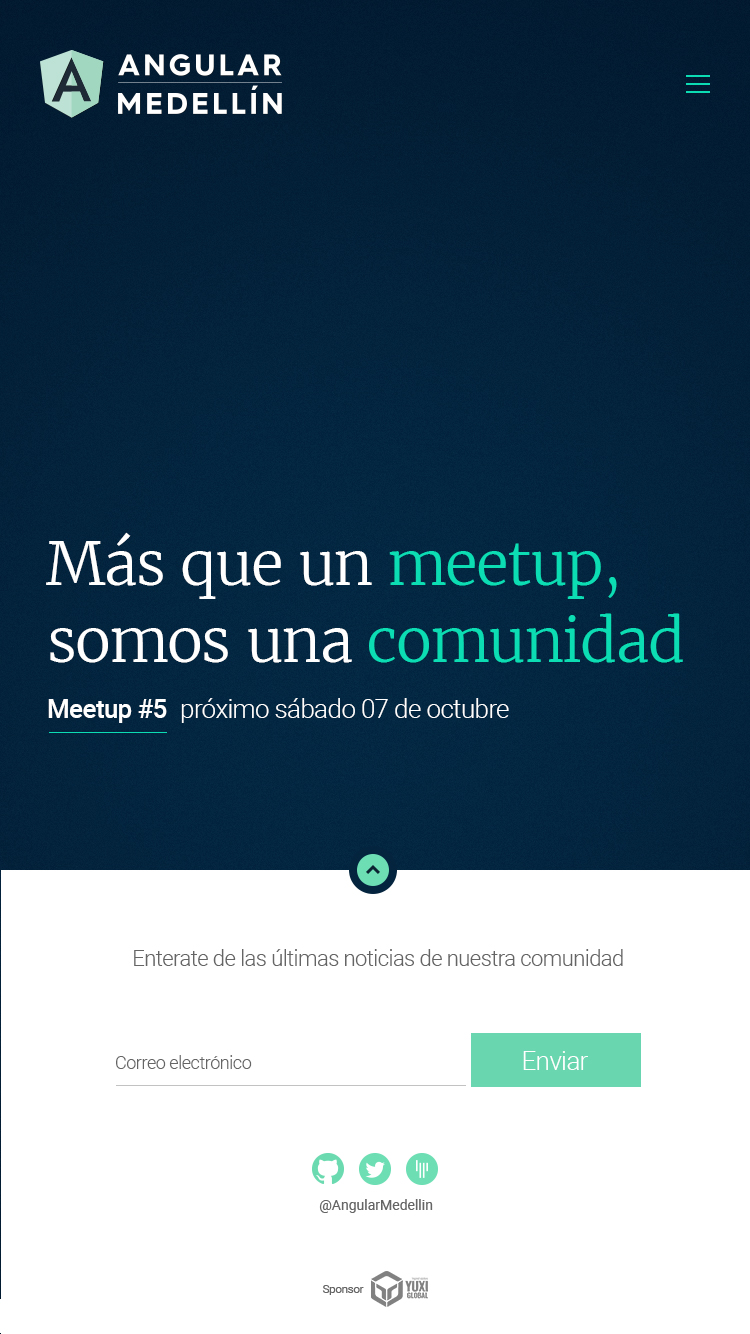 ANGULAR
MEDELLÍN
Más que un meetup,
somos una comunidad
Meetup #5 próximo sábado 07 de octubre
Enterate de las últimas noticias de nuestra comunidad
Correo electrónico
Enviar
@AngularMedellin
Sponsor
YUXI
GLOBAL